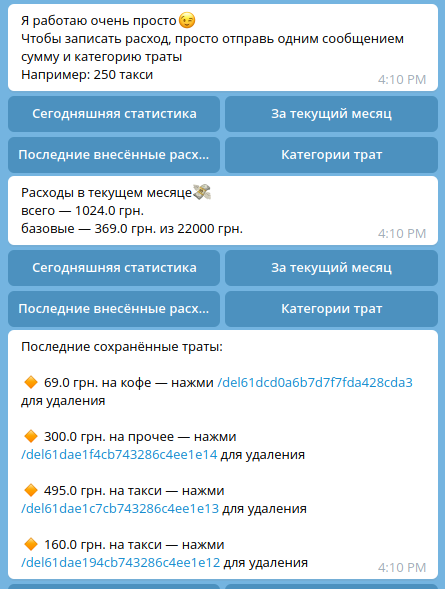 Я работаю очень просто😉
Чтобы записать расход, просто отправь одним сообщением
сумму и категорию траты
Например: 250 такси
4:10 PM
Сегодняшняя статистика
За текущий месяц
Последние внесённые расх...
Категории трат
Расходы в текущем месяце💸
всего — 1024.0 грн.
базовые — 369.0 грн. из 22000 грн.
4:10 PM
Сегодняшняя статистика
За текущий месяц
Последние внесённые расх...
Категории трат
Последние сохранённые траты:
🔸 69.0 грн. на кофе — нажми /del61dcd0a6b7d7f7fda428cda3
для удаления
🔸 300.0 грн. на прочее — нажми
/del61dae1f4cb743286c4ee1e14 для удаления
🔸 495.0 грн. на такси — нажми
/del61dae1c7cb743286c4ee1e13 для удаления
🔸 160.0 грн. на такси — нажми
/del61dae194cb743286c4ee1e12 для удаления
4:10 PM